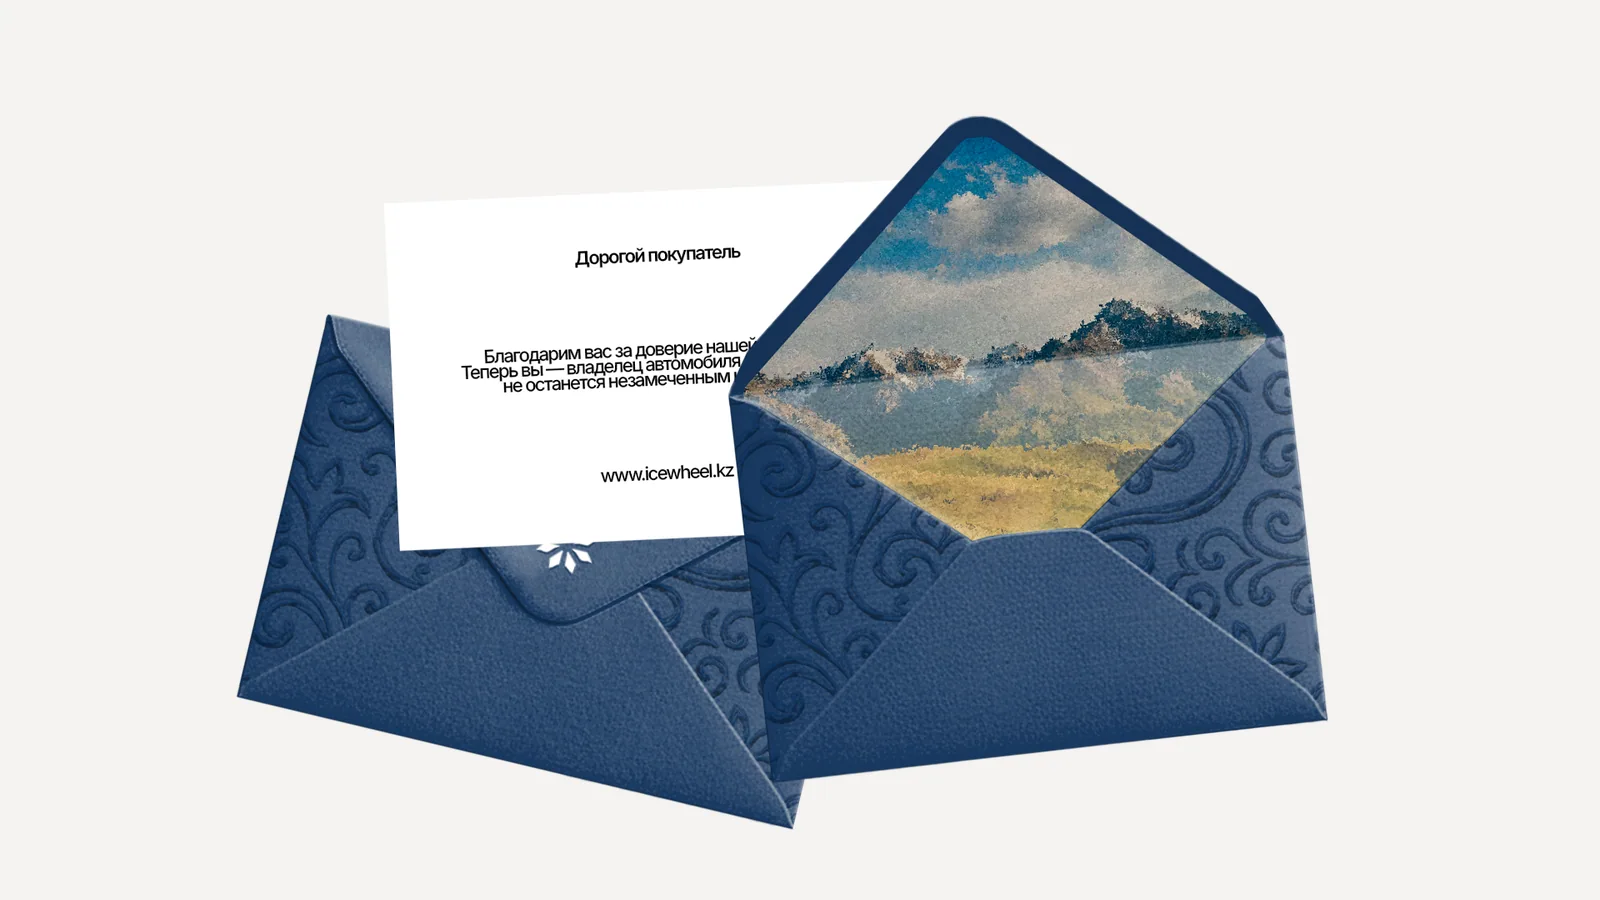 Дорогой покупатель
Благодарим вас за доверие нашей
Теперь вы — владелец автомобиля
не останется незамеченным
www.icewheel.kz